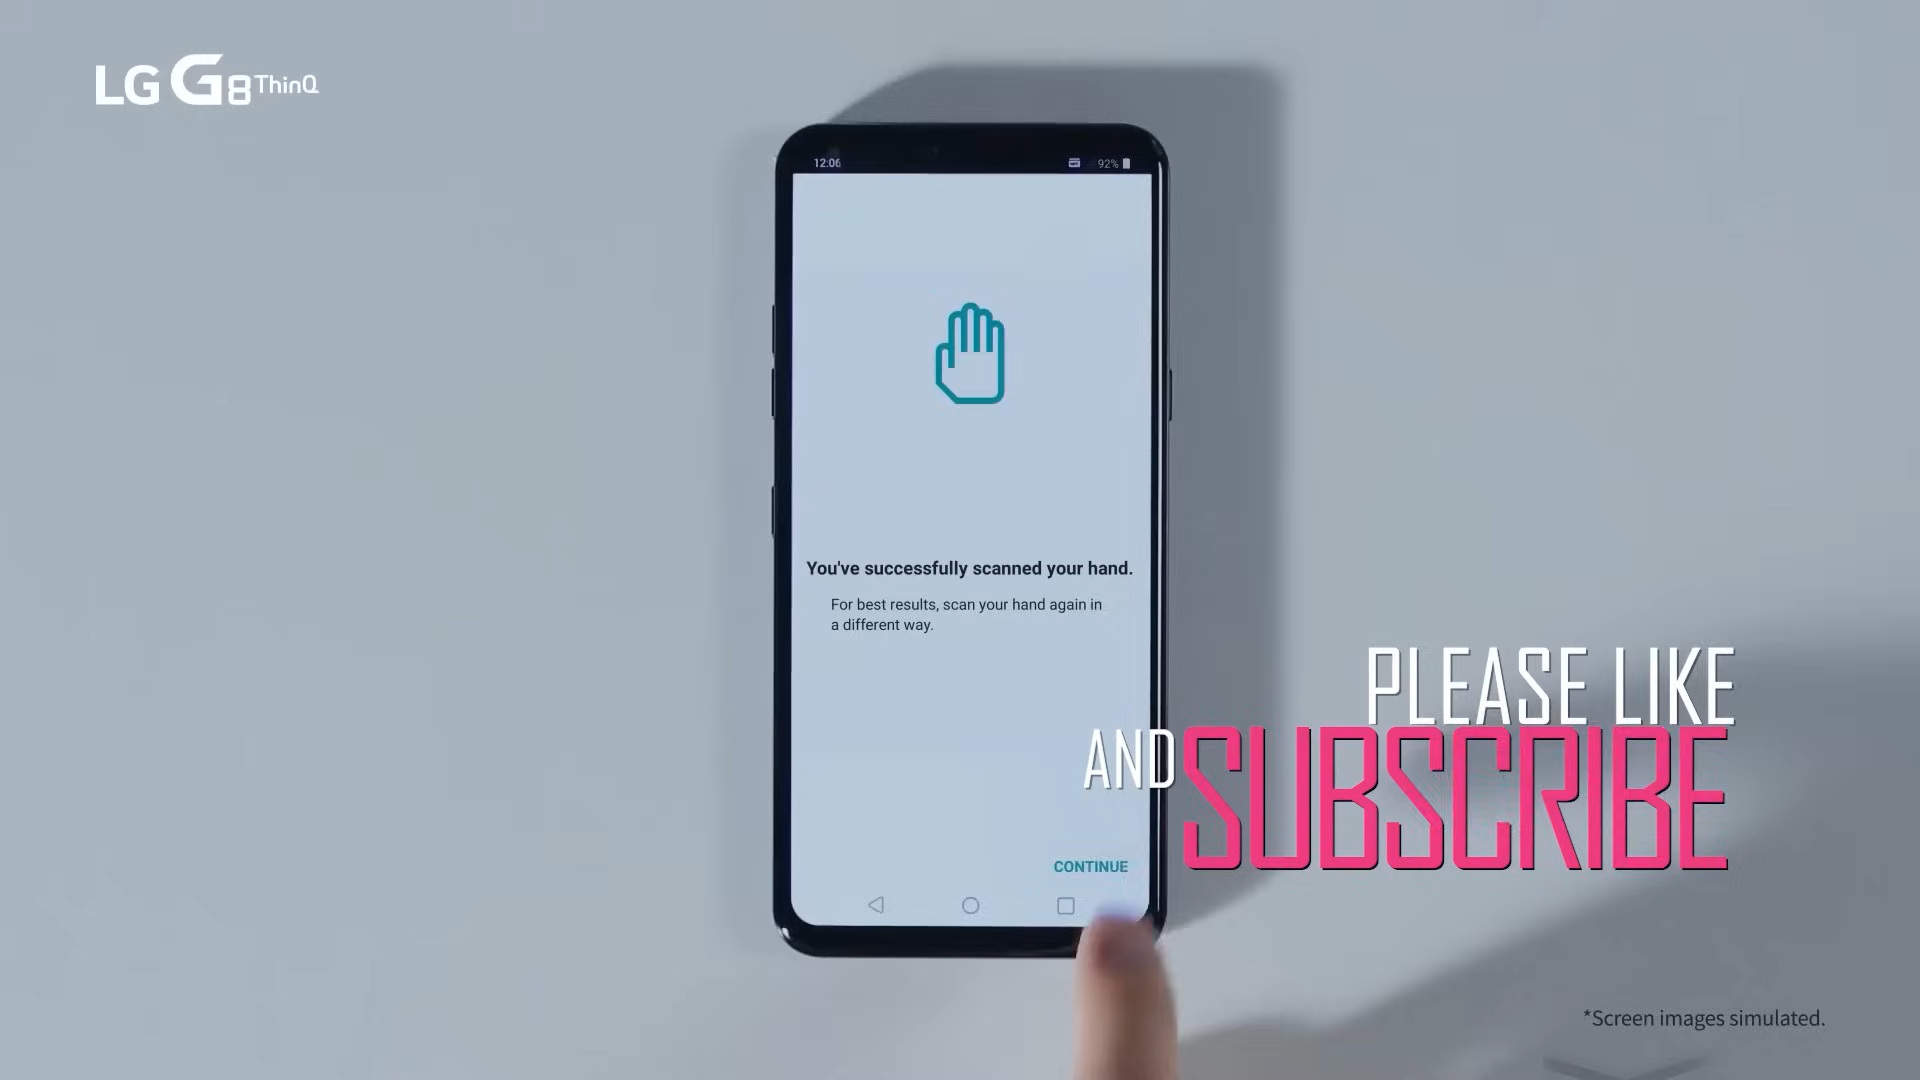 LG G8 ThinQ
12:06
92%
You've successfully scanned your hand.
For best results, scan your hand again in
a different way.
CONTINUE
PLEASE LIKE
AND SUBSCRIBE
*Screen images simulated.